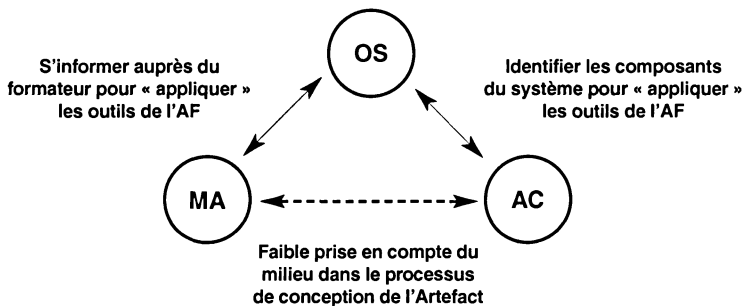 OS
S'informer auprès du
formateur pour « appliquer »
les outils de l'AF
Identifier les composants
du système pour « appliquer »
les outils de l'AF
MA
AC
Faible prise en compte du
milieu dans le processus
de conception de l'Artefact